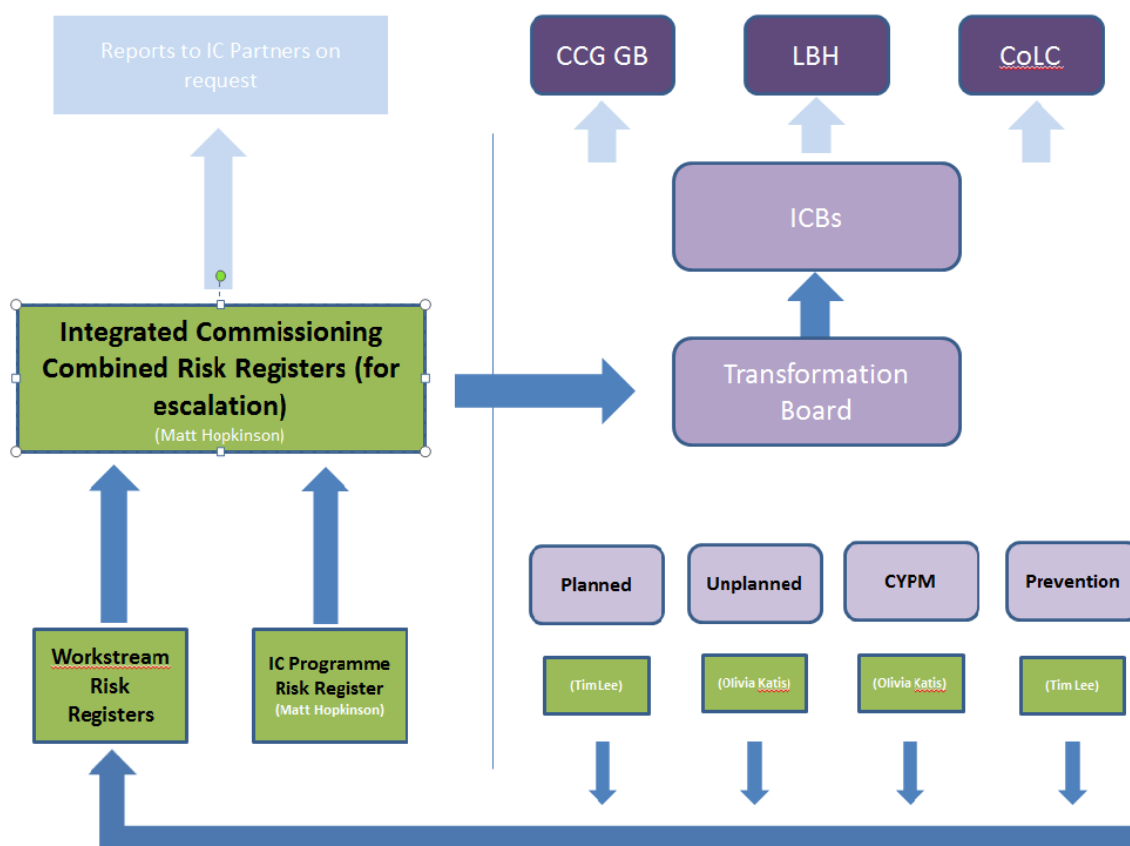 Reports to IC Partners on
request
CCG GB
LBH
CoLC
ICBs
Integrated Commissioning
Combined Risk Registers (for
escalation)
(Matt Hopkinson)
Transformation
Board
Planned
Unplanned
CYPM
Prevention
Workstream
Risk
Registers
IC Programme
Risk Register
(Matt Hopkinson)
(Tim Lee)
(Olivia Katis)
(Olivia Katis)
(Tim Lee)